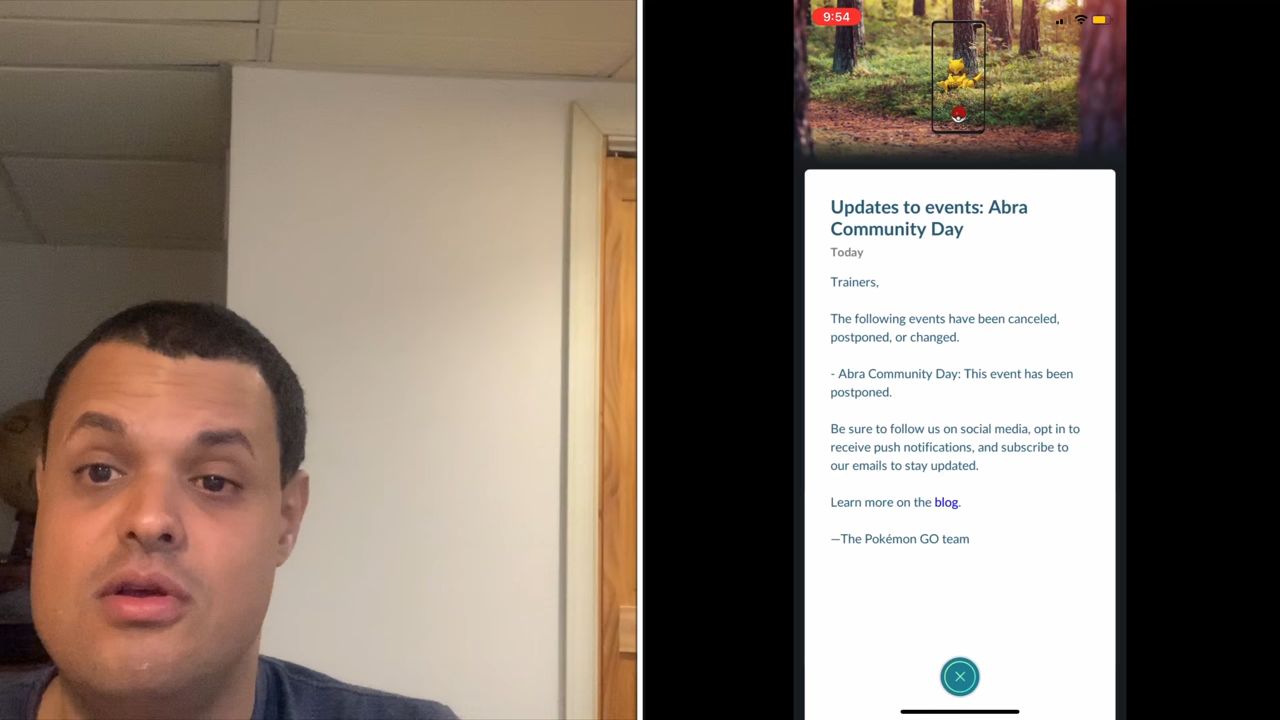 9:54
Updates to events: Abra
Community Day
Today
Trainers,
The following events have been canceled,
postponed, or changed.
- Abra Community Day: This event has been
postponed.
Be sure to follow us on social media, opt in to
receive push notifications, and subscribe to
our emails to stay updated.
Learn more on the blog.
—The Pokémon GO team